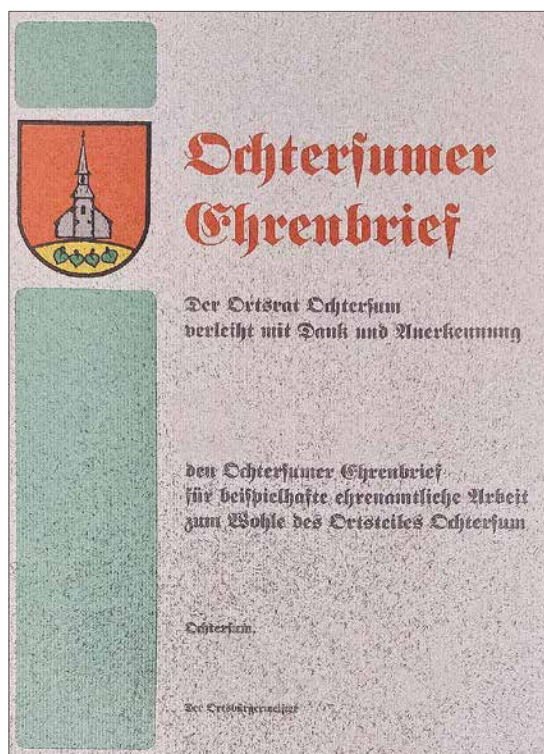 Ochtersumer
Ehrenbrief
Der Ortsrat Ochtersum
verleiht mit Dank und Anerkennung
den Ochtersumer Ehrenbrief
für beispielhafte ehrenamtliche Arbeit
zum Wohle des Ortsteiles Ochtersum
Ochtersum,
Der Ortsbürgermeister